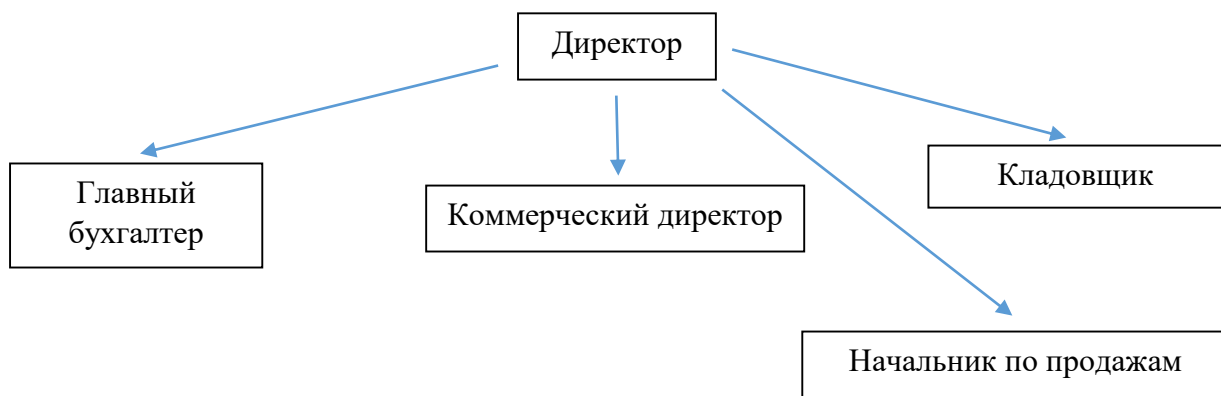 Директор
Главный
бухгалтер
Коммерческий директор
Кладовщик
Начальник по продажам